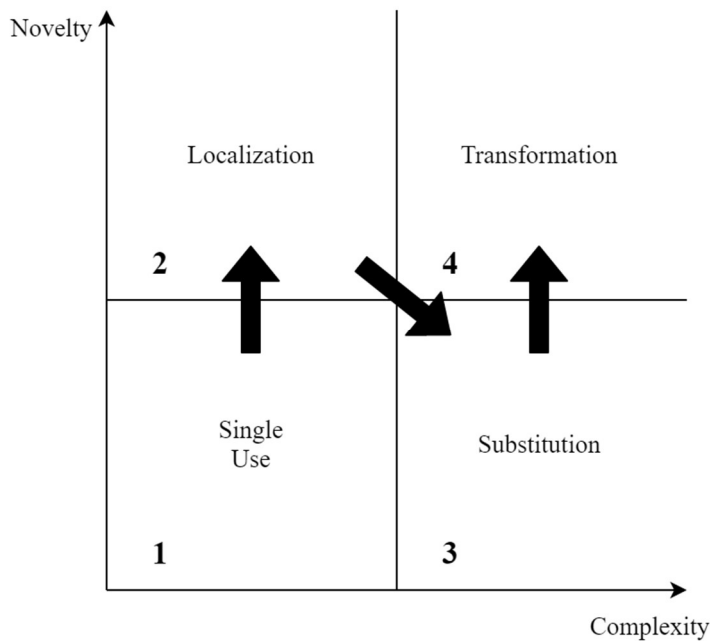 Novelty
Localization
Transformation
2
4
Single
Use
Substitution
1
3
Complexity